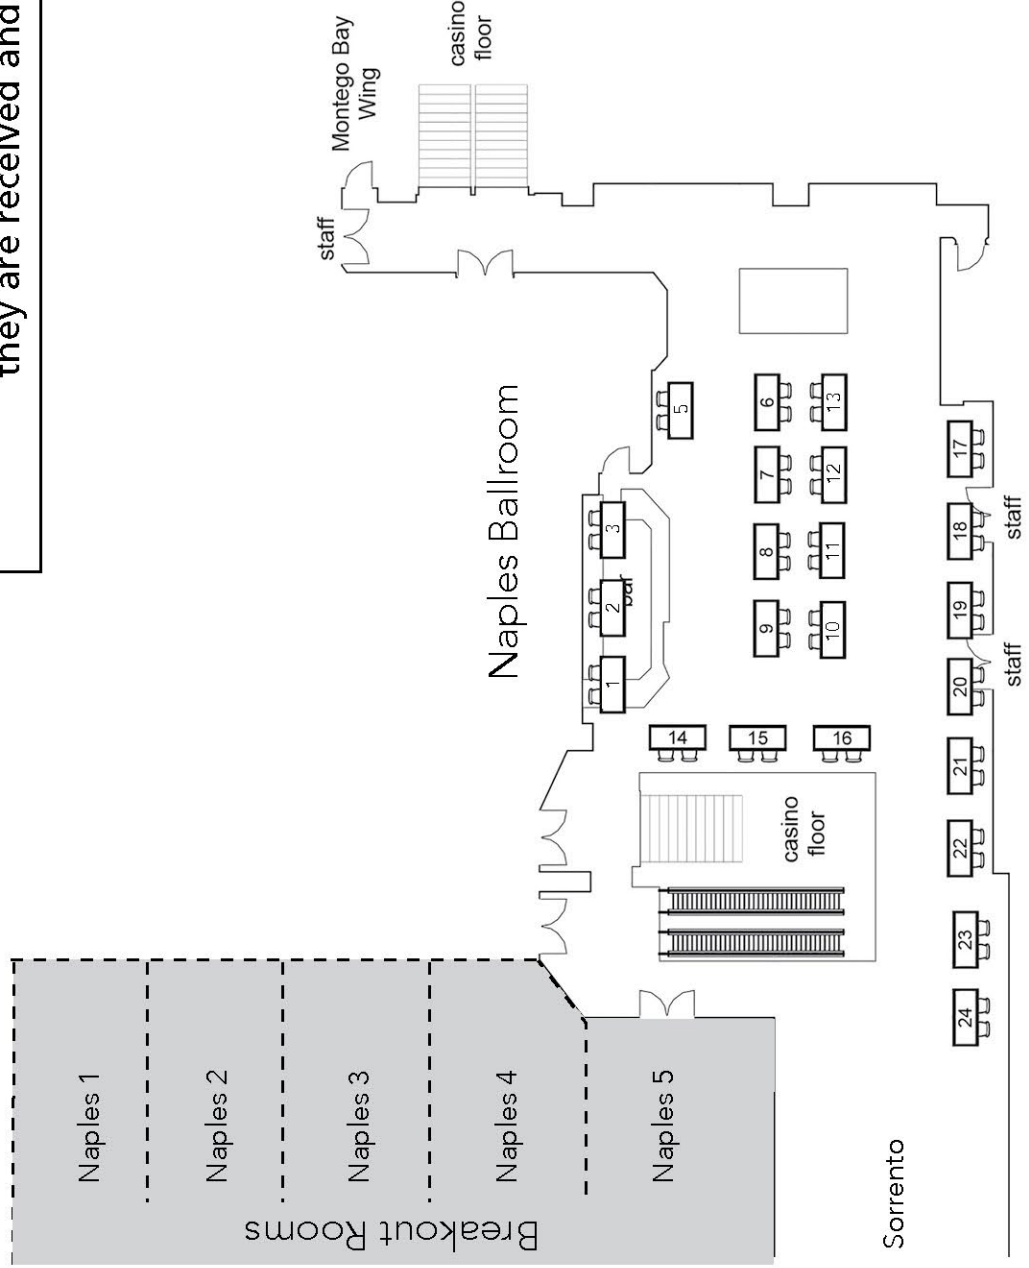 they are received and
Montego Bay
Wing
casino
floor
staff
Naples Ballroom
5
6
13
7
12
8
11
9
10
3
2
1
bar
14
15
16
17
18
19
20
21
22
23
24
staff
staff
casino
floor
Naples 1
Naples 2
Naples 3
Naples 4
Naples 5
Breakout Rooms
Sorrento